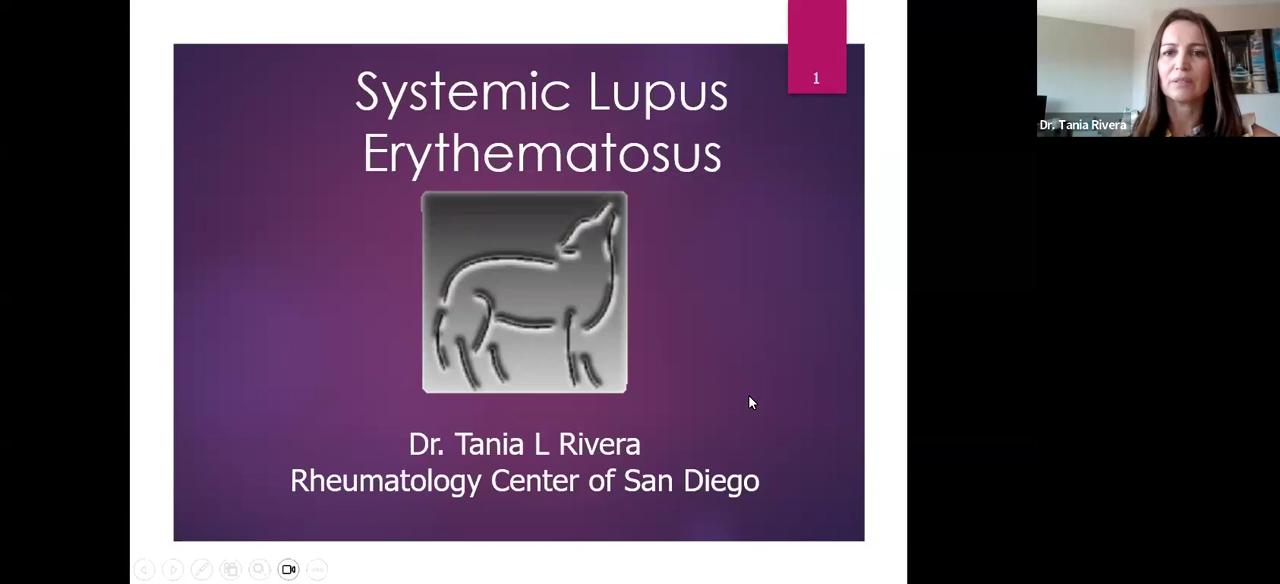 1
Systemic Lupus
Erythematosus
Dr. Tania L Rivera
Rheumatology Center of San Diego
Dr. Tania Rivera